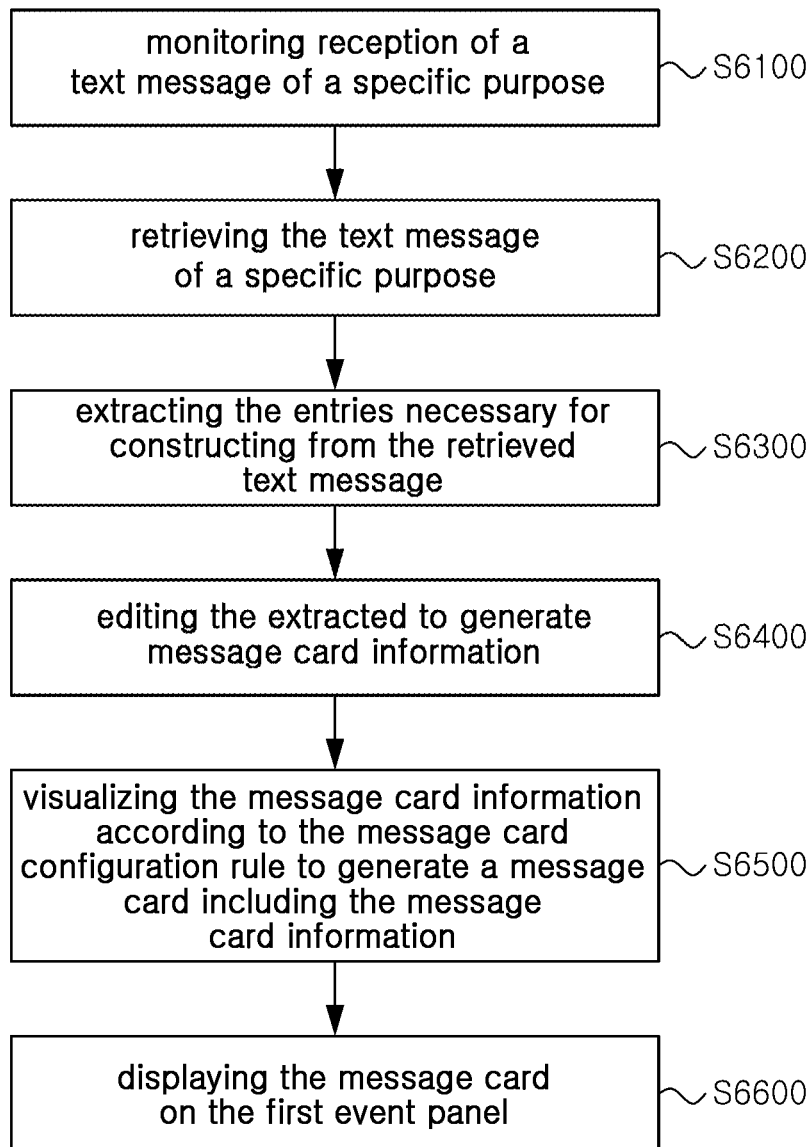 monitoring reception of a
text message of a specific purpose
S6100
retrieving the text message
of a specific purpose
S6200
extracting the entries necessary for
constructing from the retrieved
text message
S6300
editing the extracted to generate
message card information
S6400
visualizing the message card information
according to the message card
configuration rule to generate a message
card including the message
card information
S6500
displaying the message card
on the first event panel
S6600